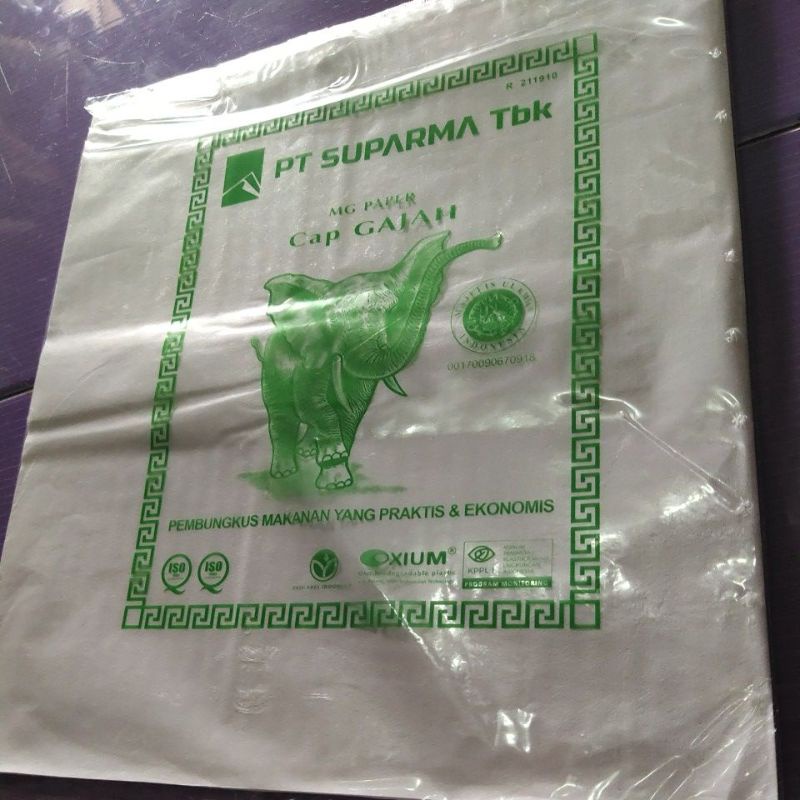 R 211910
PT SUPARMA Tbk
MG PAPER
Cap GAJAH
MAJELIS ULAMA
INDONESIA
00170090670918
PEMBUNGKUS MAKANAN YANG PRAKTIS & EKONOMIS
ISO
ISO
OXIUM®
KPPL
PROGRAM MONITORING